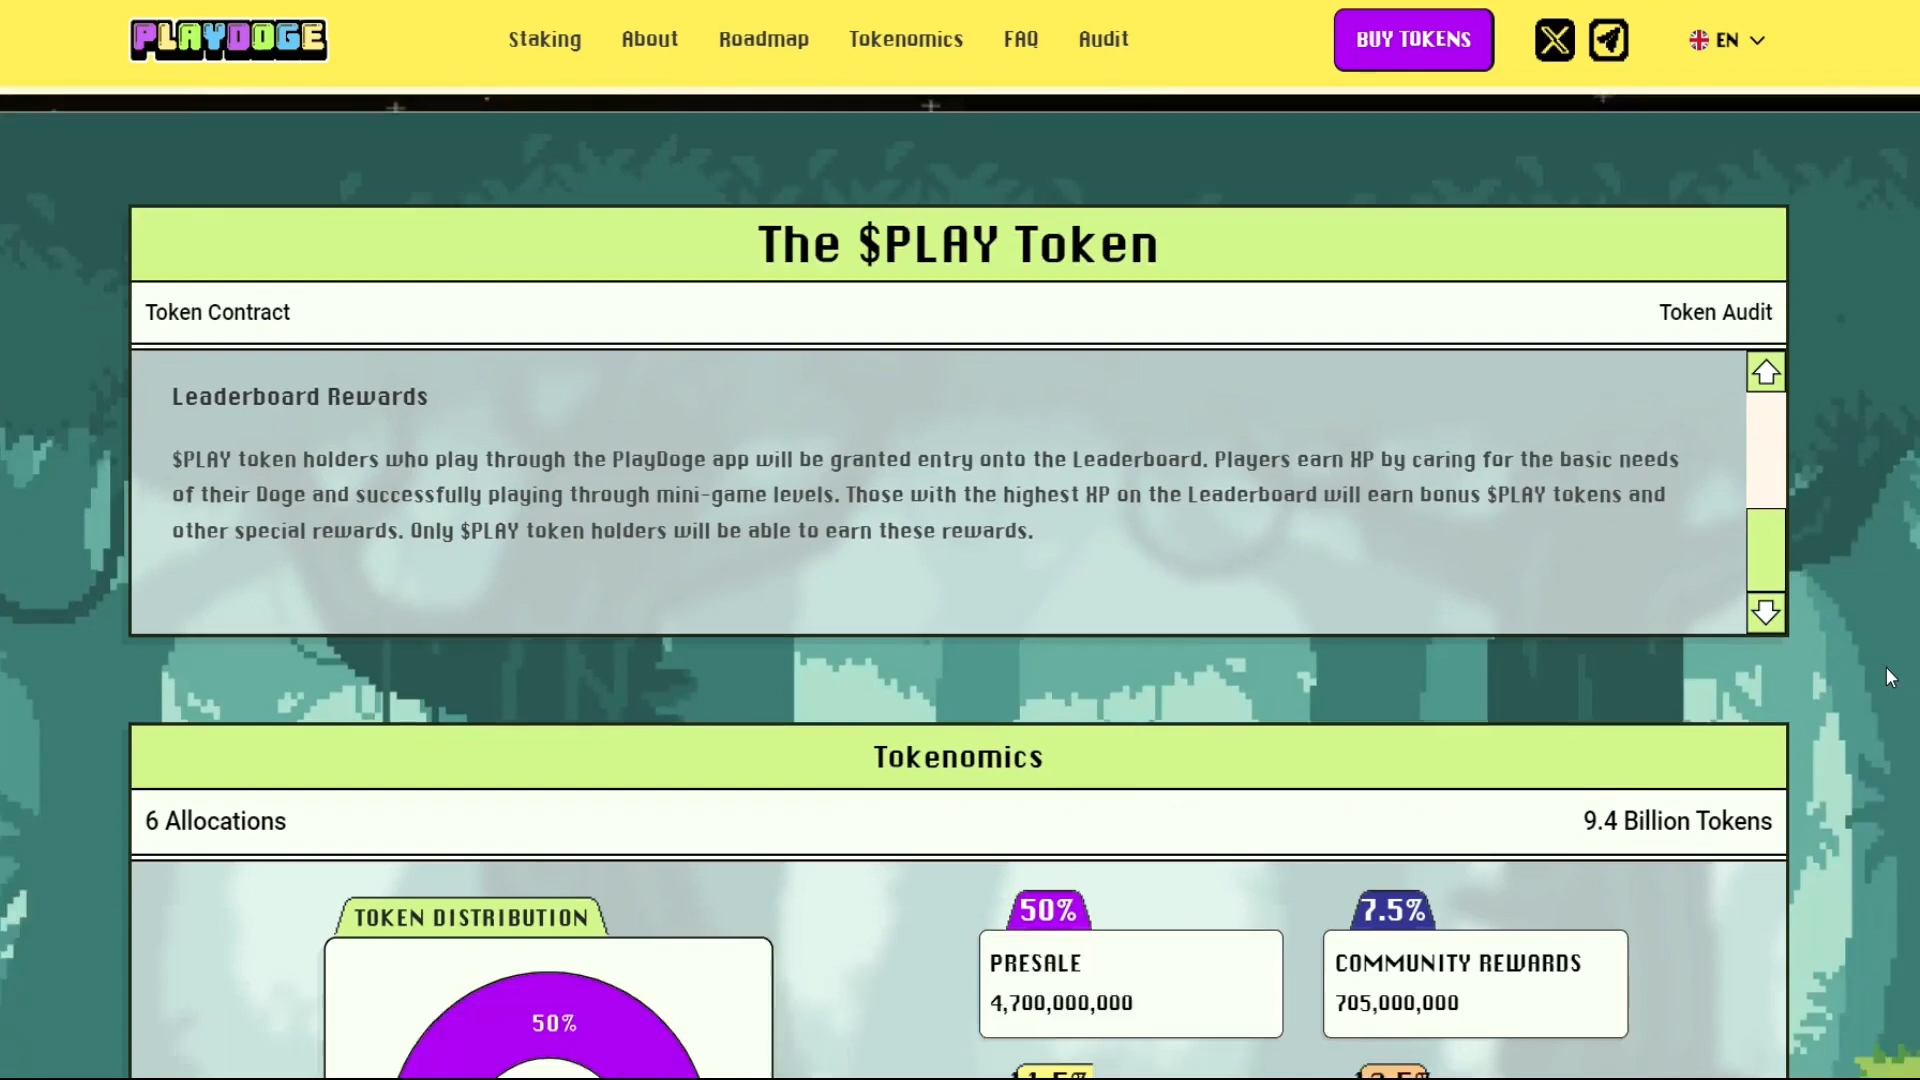 PLAYDOGE
Staking
About
Roadmap
Tokenomics
FAQ
Audit
BUY TOKENS
EN
The $PLAY Token
Token Contract
Token Audit
Leaderboard Rewards
$PLAY token holders who play through the PlayDoge app will be granted entry onto the Leaderboard. Players earn XP by caring for the basic needs
of their Doge and successfully playing through mini-game levels. Those with the highest XP on the Leaderboard will earn bonus $PLAY tokens and
other special rewards. Only $PLAY token holders will be able to earn these rewards.
Tokenomics
6 Allocations
9.4 Billion Tokens
TOKEN DISTRIBUTION
50%
50%
PRESALE
4,700,000,000
7.5%
COMMUNITY REWARDS
705,000,000